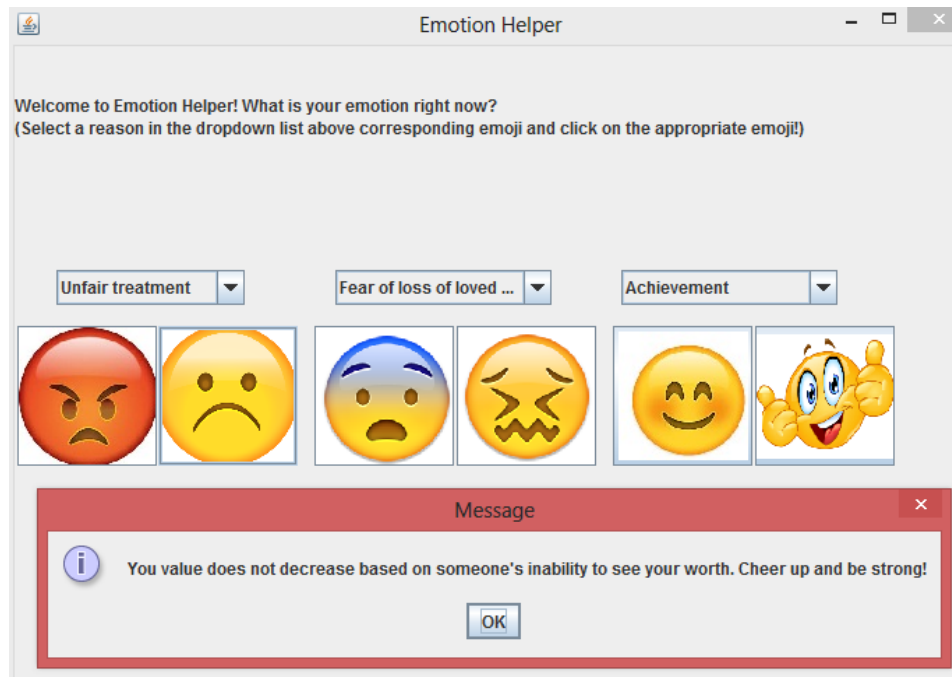 Emotion Helper
Welcome to Emotion Helper! What is your emotion right now?
(Select a reason in the dropdown list above corresponding emoji and click on the appropriate emoji!)
Unfair treatment
Fear of loss of loved ...
Achievement
Message
You value does not decrease based on someone's inability to see your worth. Cheer up and be strong!
OK